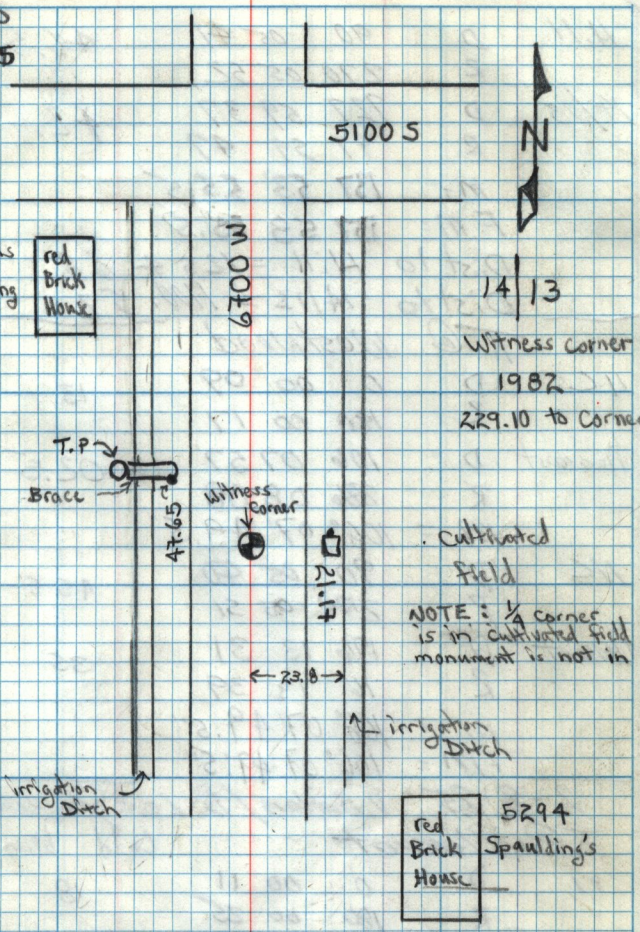 5
5100 S
N
6700 W
red
Brick
House
14 | 13
Witness corner
1982
229.10 to Corner
T.P
Brace
47.65
Witness
Corner
21.17
Cultivated
field
NOTE: 1/4 corner
is in cultivated field
monument is not in
23.8
irrigation
Ditch
irrigation
Ditch
red
Brick
House
5294
Spaulding's